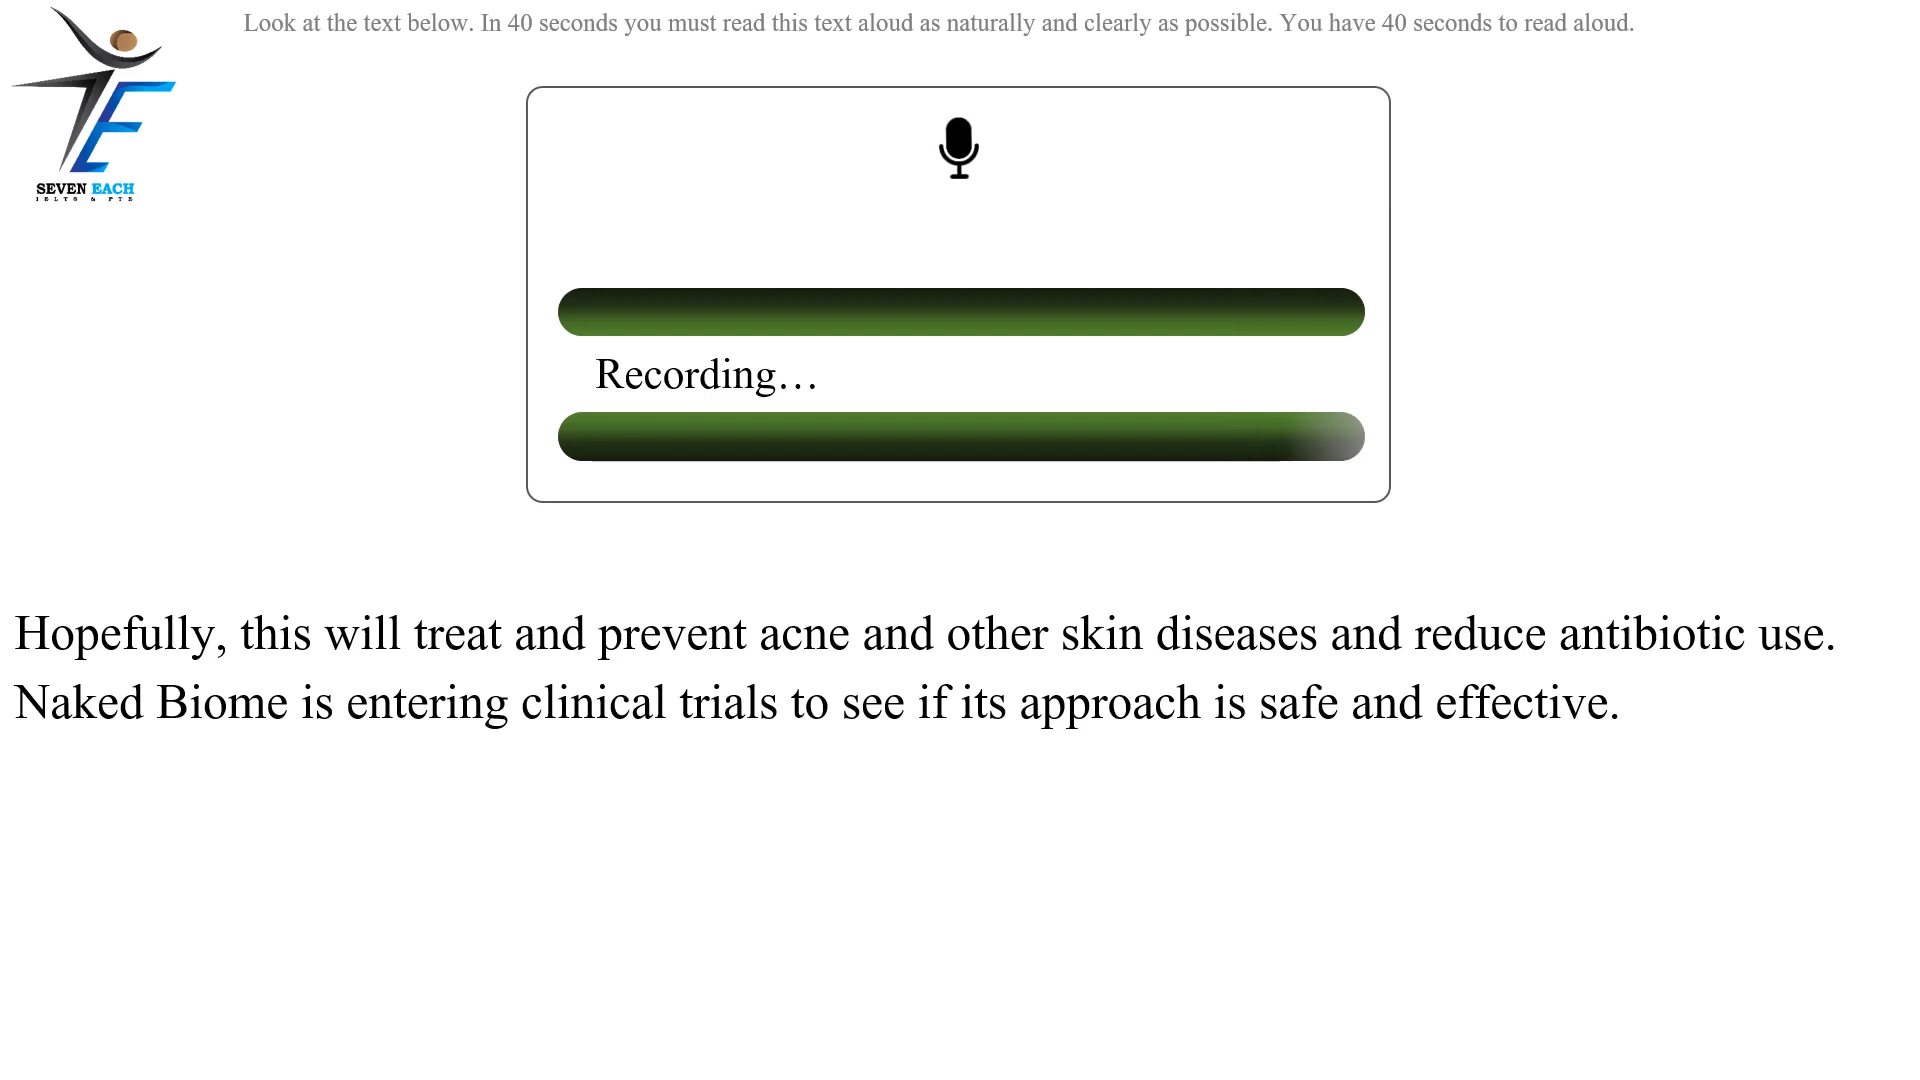 Look at the text below. In 40 seconds you must read this text aloud as naturally and clearly as possible. You have 40 seconds to read aloud.
SEVEN EACH
IELTS & PTE
Recording…
Hopefully, this will treat and prevent acne and other skin diseases and reduce antibiotic use.
Naked Biome is entering clinical trials to see if its approach is safe and effective.